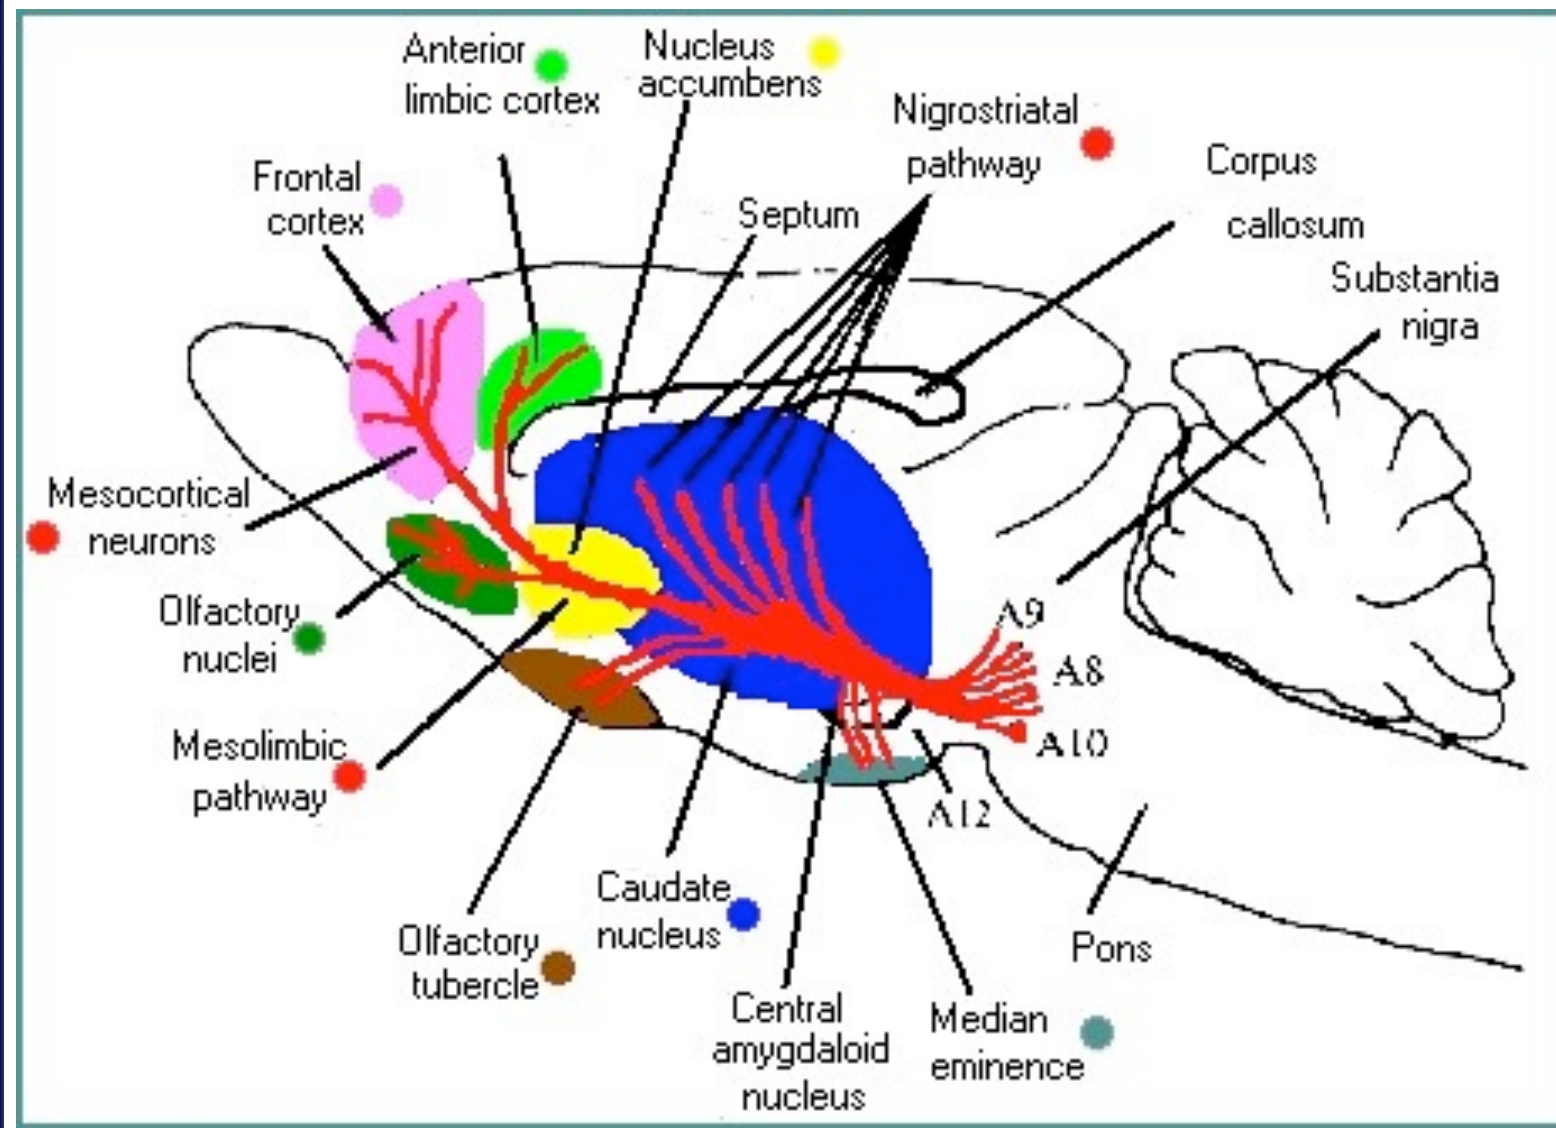 Anterior
limbic cortex
Nucleus
accumbens
Nigrostriatal
pathway
Corpus
callosum
Frontal
cortex
Septum
Substantia
nigra
Mesocortical
neurons
Olfactory
nuclei
A9
A8
A10
Mesolimbic
pathway
A12
Caudate
nucleus
Olfactory
tubercle
Pons
Central
amygdaloid
nucleus
Median
eminence